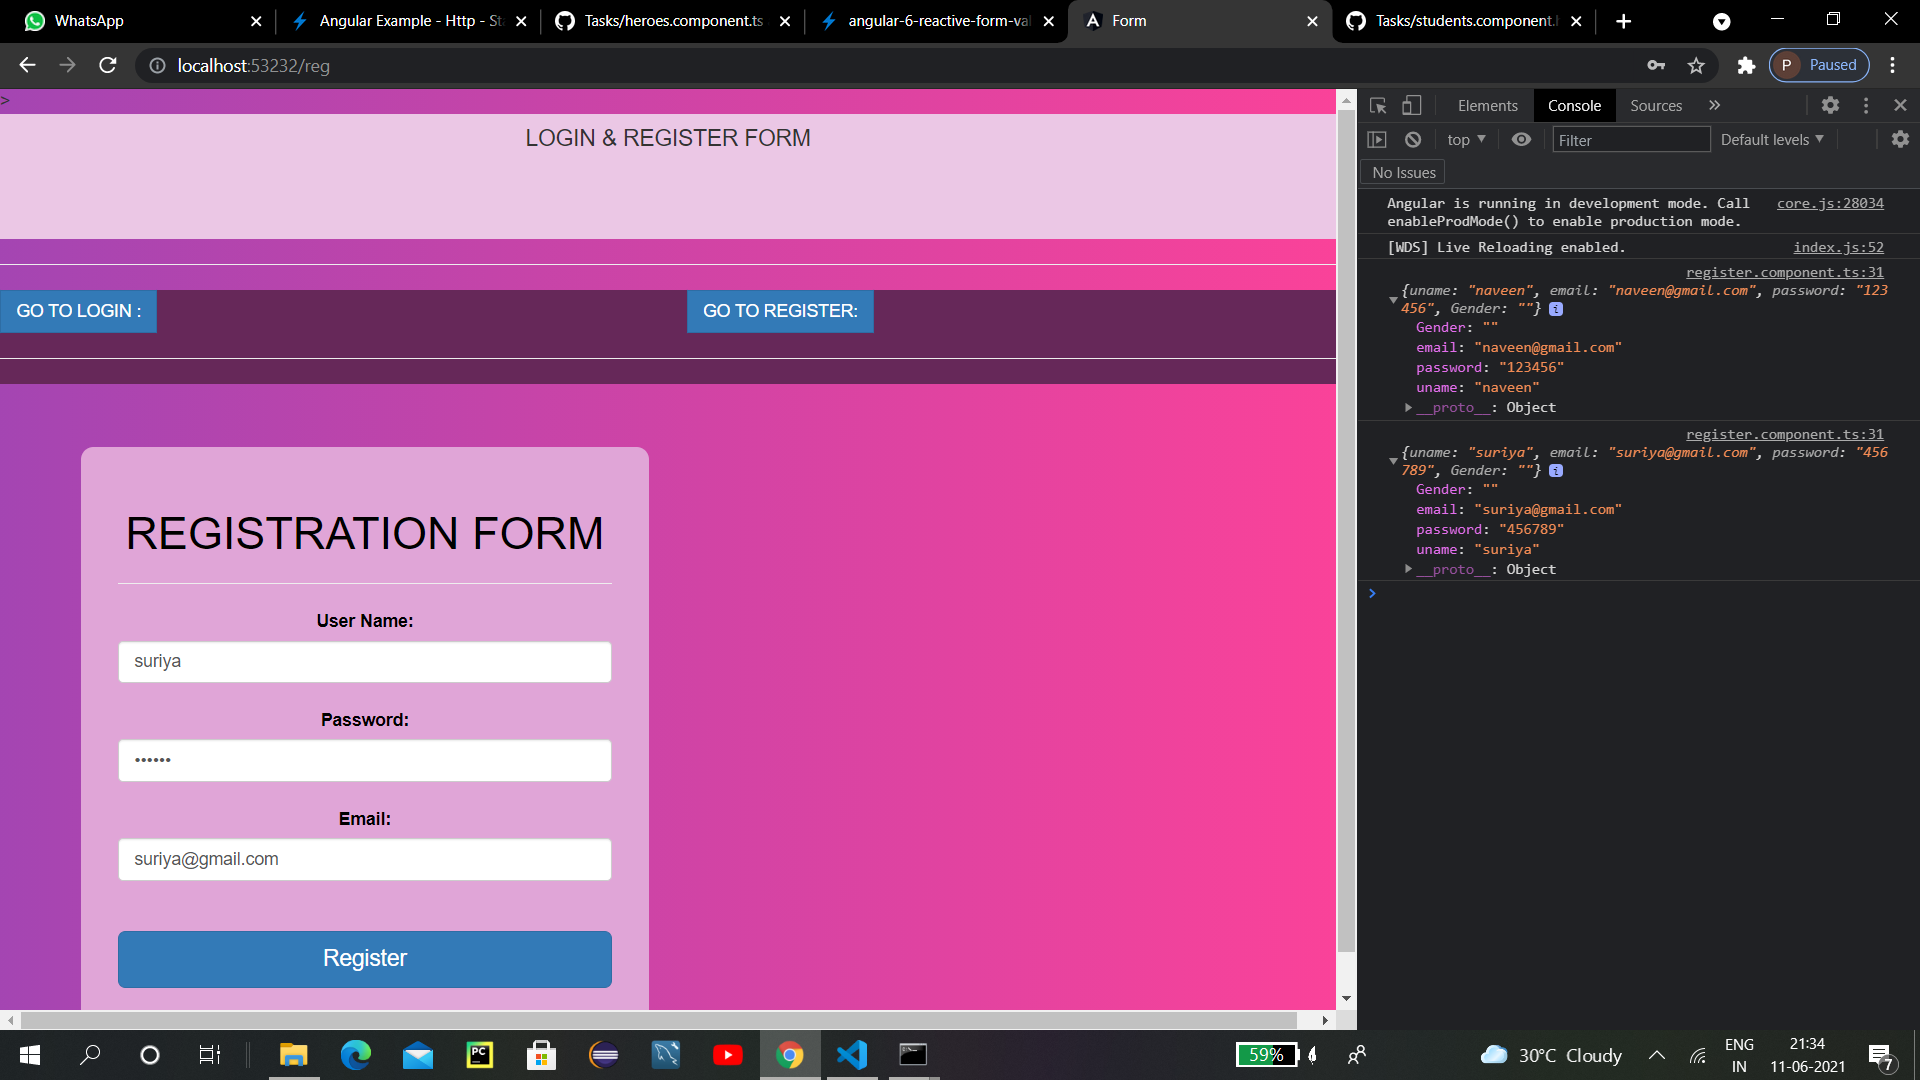 WhatsApp
Angular Example - Http - St
Tasks/heroes.component.ts
angular-6-reactive-form-val
Form
Tasks/students.component.h
localhost:53232/reg
P Paused
>
LOGIN & REGISTER FORM
GO TO LOGIN :
GO TO REGISTER:
REGISTRATION FORM
User Name:
suriya
Password:
••••••
Email:
suriya@gmail.com
Register
Elements Console Sources »
top Filter Default levels
No Issues
Angular is running in development mode. Call core.js:28034
enableProdMode() to enable production mode.
[WDS] Live Reloading enabled. index.js:52
register.component.ts:31
{uname: "naveen", email: "naveen@gmail.com", password: "123
456", Gender: ""} i
Gender: ""
email: "naveen@gmail.com"
password: "123456"
uname: "naveen"
__proto__: Object
register.component.ts:31
{uname: "suriya", email: "suriya@gmail.com", password: "456
789", Gender: ""} i
Gender: ""
email: "suriya@gmail.com"
password: "456789"
uname: "suriya"
__proto__: Object
PC
59%
30°C Cloudy
ENG
IN
21:34
11-06-2021
7